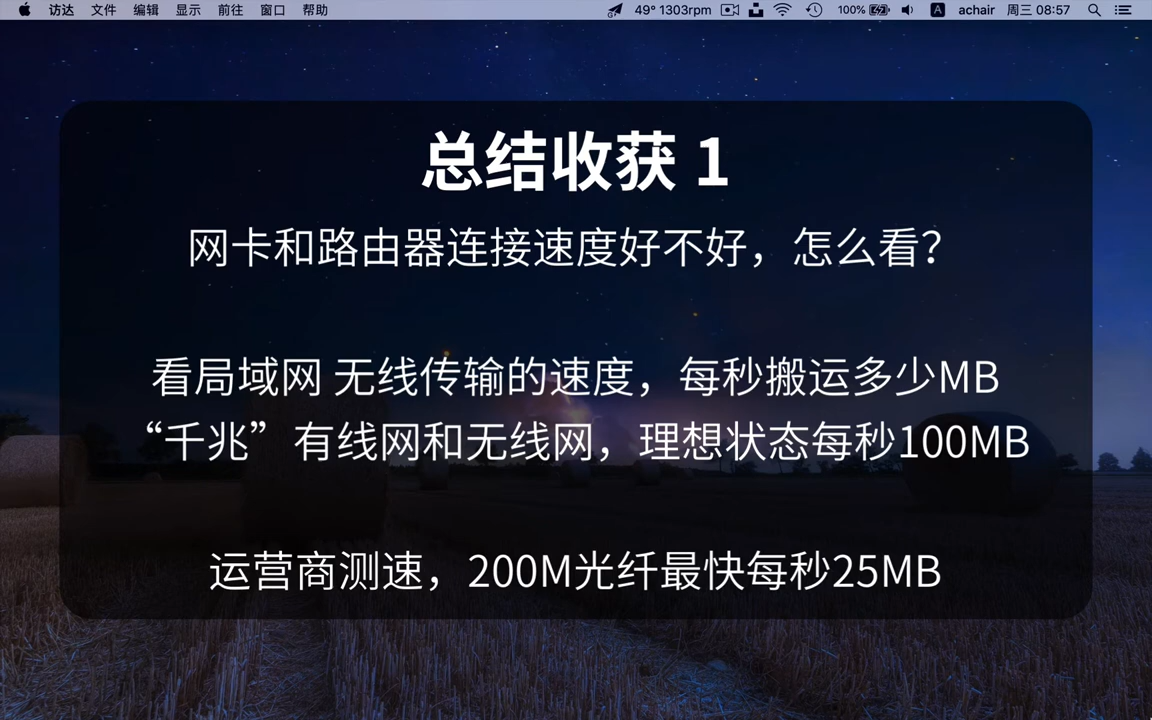 访达 文件 编辑 显示 前往 窗口 帮助 49° 1303rpm 100% A achair 周三 08:57
总结收获 1
网卡和路由器连接速度好不好，怎么看？
看局域网 无线传输的速度，每秒搬运多少MB
“千兆”有线网和无线网，理想状态每秒100MB
运营商测速，200M光纤最快每秒25MB